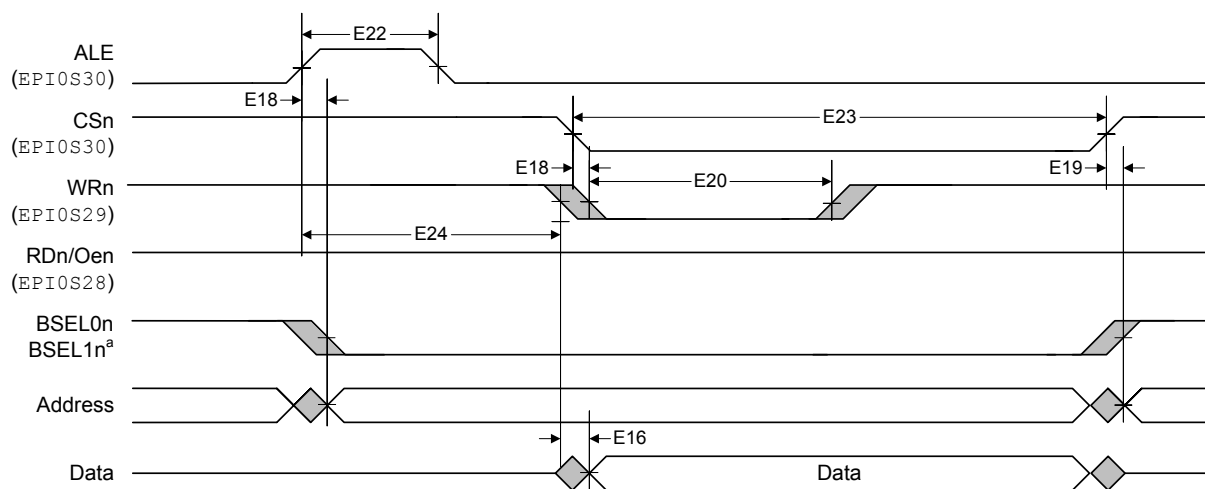 E22
ALE
(EPI0S30)
E18
CSn
(EPI0S30)
E23
E18
E20
E19
WRn
(EPI0S29)
E24
RDn/Oen
(EPI0S28)
BSEL0n
BSEL1nª
Address
E16
Data
Data